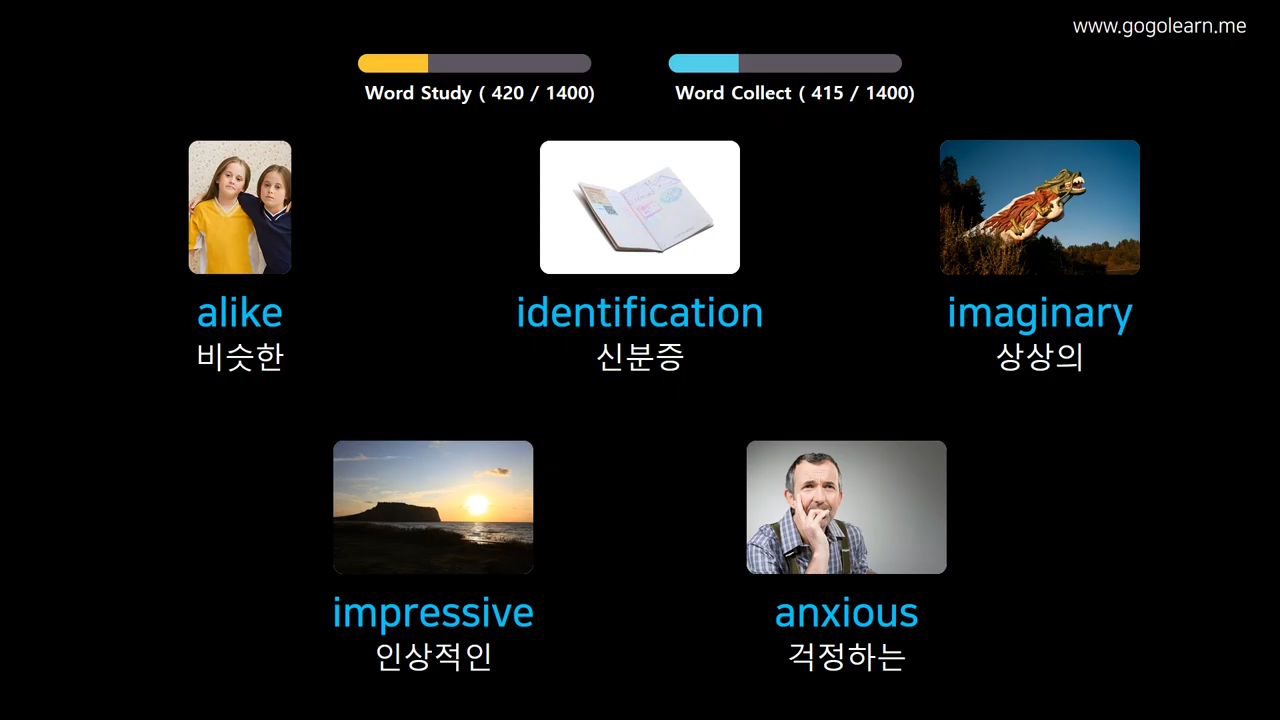 www.gogolearn.me
Word Study ( 420 / 1400)
Word Collect ( 415 / 1400)
alike
비슷한
identification
신분증
imaginary
상상의
impressive
인상적인
anxious
걱정하는